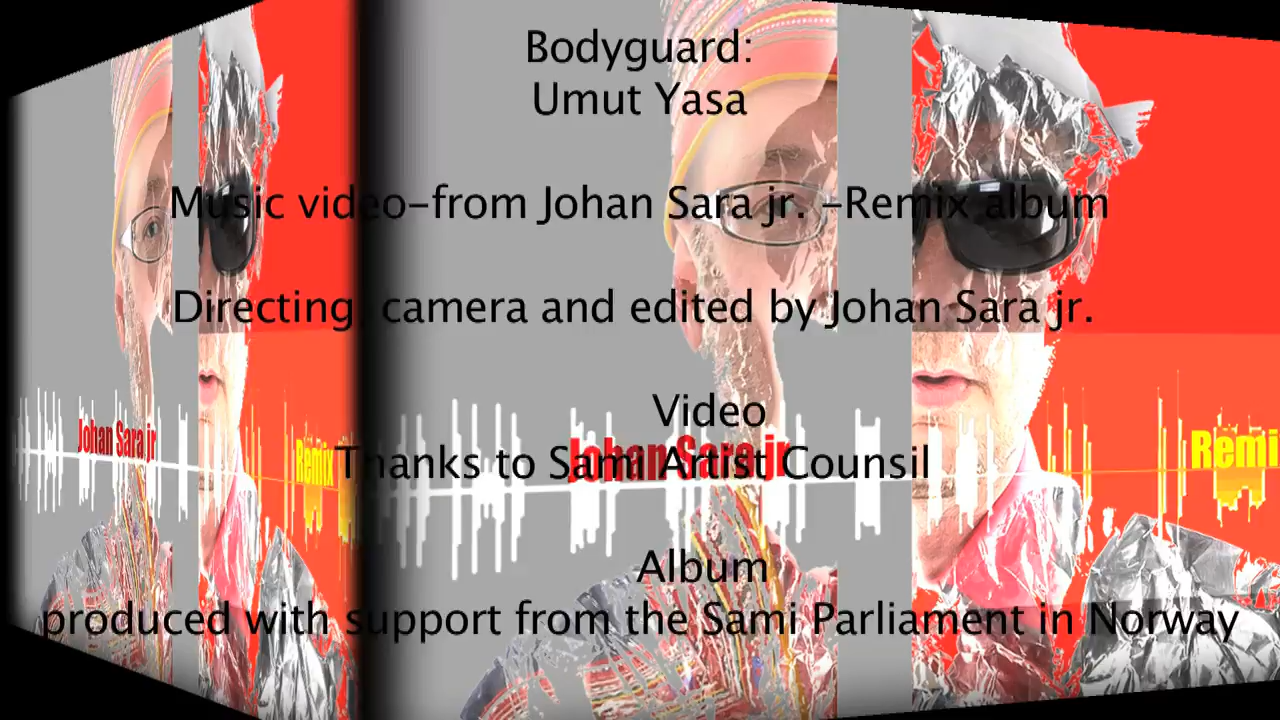 Bodyguard:
Umut Yasa
Music video-from Johan Sara jr. -Remix album
Directing, camera and edited by Johan Sara jr.
Video
Johan Sara jr
Remix
Johan Sara jr
Remi
Thanks to Sami Artist Counsil
Album
produced with support from the Sami Parliament in Norway